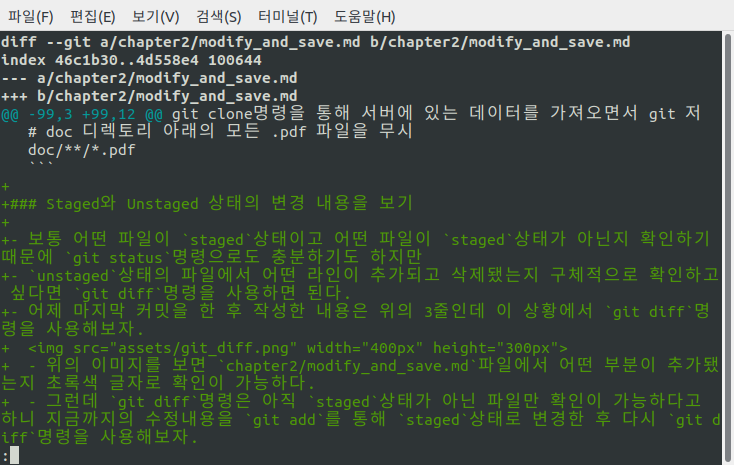 파일(F) 편집(E) 보기(V) 검색(S) 터미널(T) 도움말(H)
diff --git a/chapter2/modify_and_save.md b/chapter2/modify_and_save.md
index 46c1b30..4d558e4 100644
--- a/chapter2/modify_and_save.md
+++ b/chapter2/modify_and_save.md
@@ -99,3 +99,12 @@ git clone명령을 통해 서버에 있는 데이터를 가져오면서 git 저
   # doc 디렉토리 아래의 모든 .pdf 파일을 무시
   doc/**/*.pdf
   ```
+
+### Staged와 Unstaged 상태의 변경 내용을 보기
+
+- 보통 어떤 파일이 `staged`상태이고 어떤 파일이 `staged`상태가 아닌지 확인하기
때문에 `git status`명령으로도 충분하기도 하지만
+- `unstaged`상태의 파일에서 어떤 라인이 추가되고 삭제됐는지 구체적으로 확인하고
 싶다면 `git diff`명령을 사용하면 된다.
+- 어제 마지막 커밋을 한 후 작성한 내용은 위의 3줄인데 이 상황에서 `git diff`명
령을 사용해보자.
+  <img src="assets/git_diff.png" width="400px" height="300px">
+  - 위의 이미지를 보면 `chapter2/modify_and_save.md`파일에서 어떤 부분이 추가됐
는지 초록색 글자로 확인이 가능하다.
+  - 그런데 `git diff`명령은 아직 `staged`상태가 아닌 파일만 확인이 가능하다고
하니 지금까지의 수정내용을 `git add`를 통해 `staged`상태로 변경한 후 다시 `git d
iff`명령을 사용해보자.
: